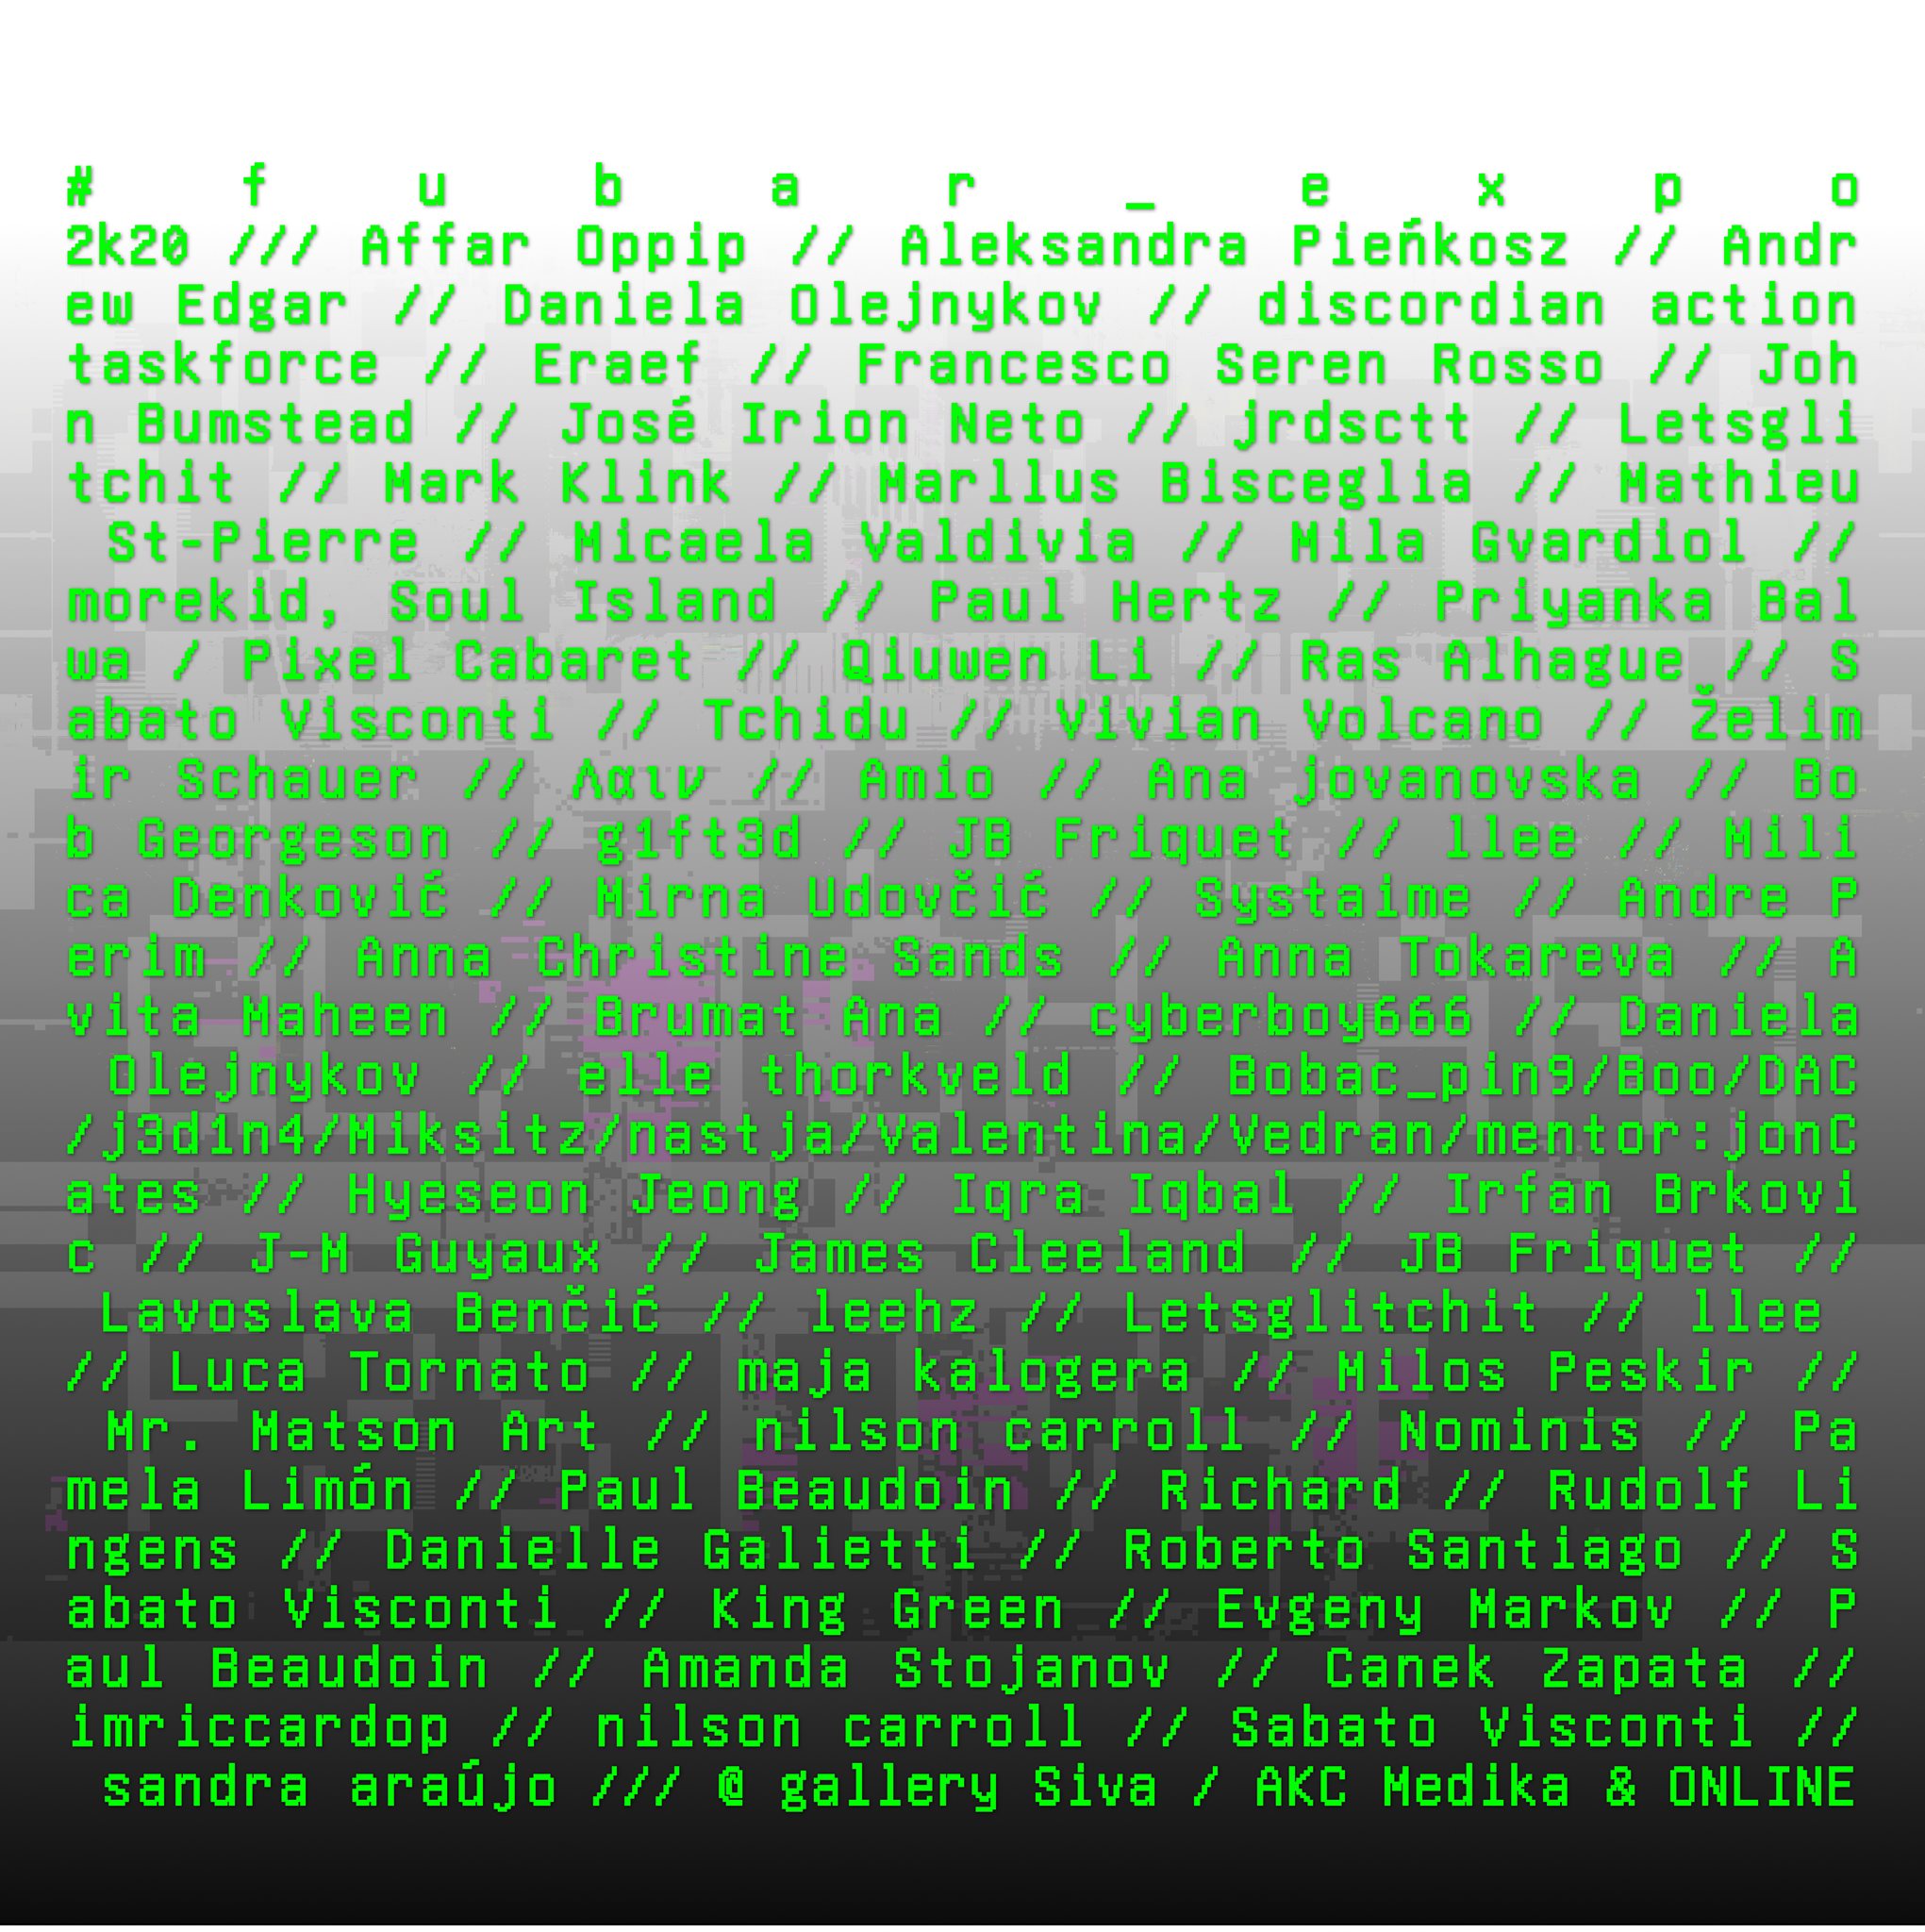 # f u b a r _ e x p o
2k20 /// Affar Oppip // Aleksandra Pieńkosz // Andr
ew Edgar // Daniela Olejnykov // discordian action
taskforce // Eraef // Francesco Seren Rosso // Joh
n Bumstead // José Irion Neto // jrdsctt // Letsgli
tchit // Mark Klink // Marllus Bisceglia // Mathieu
St-Pierre // Micaela Valdivia // Mila Gvardiol //
morekid, Soul Island // Paul Hertz // Priyanka Bal
wa / Pixel Cabaret // Qiuwen Li // Ras Alhague // S
abato Visconti // Tchidu // Vivian Volcano // Želim
ir Schauer // Λαιν // Amio // Ana jovanovska // Bo
b Georgeson // g1ft3d // JB Friquet // llee // Mili
ca Denković // Mirna Udovčić // Systaime // Andre P
erim // Anna Christine Sands // Anna Tokareva // A
vita Maheen // Brumat Ana // cyberboy666 // Daniela
Olejnykov // elle thorkveld // Bobac_pin9/Boo/DAC
/j3d1n4/Miksitz/nastja/Valentina/Vedran/mentor:jonC
ates // Hyeseon Jeong // Iqra Iqbal // Irfan Brkovi
c // J-M Guyaux // James Cleeland // JB Friquet //
Lavoslava Benčić // leehz // Letsglitchit // llee
// Luca Tornato // maja kalogera // Milos Peskir //
Mr. Matson Art // nilson carroll // Nominis // Pa
mela Limón // Paul Beaudoin // Richard // Rudolf Li
ngens // Danielle Galietti // Roberto Santiago // S
abato Visconti // King Green // Evgeny Markov // P
aul Beaudoin // Amanda Stojanov // Canek Zapata //
imriccardop // nilson carroll // Sabato Visconti //
sandra araújo /// @ gallery Siva / AKC Medika & ONLINE